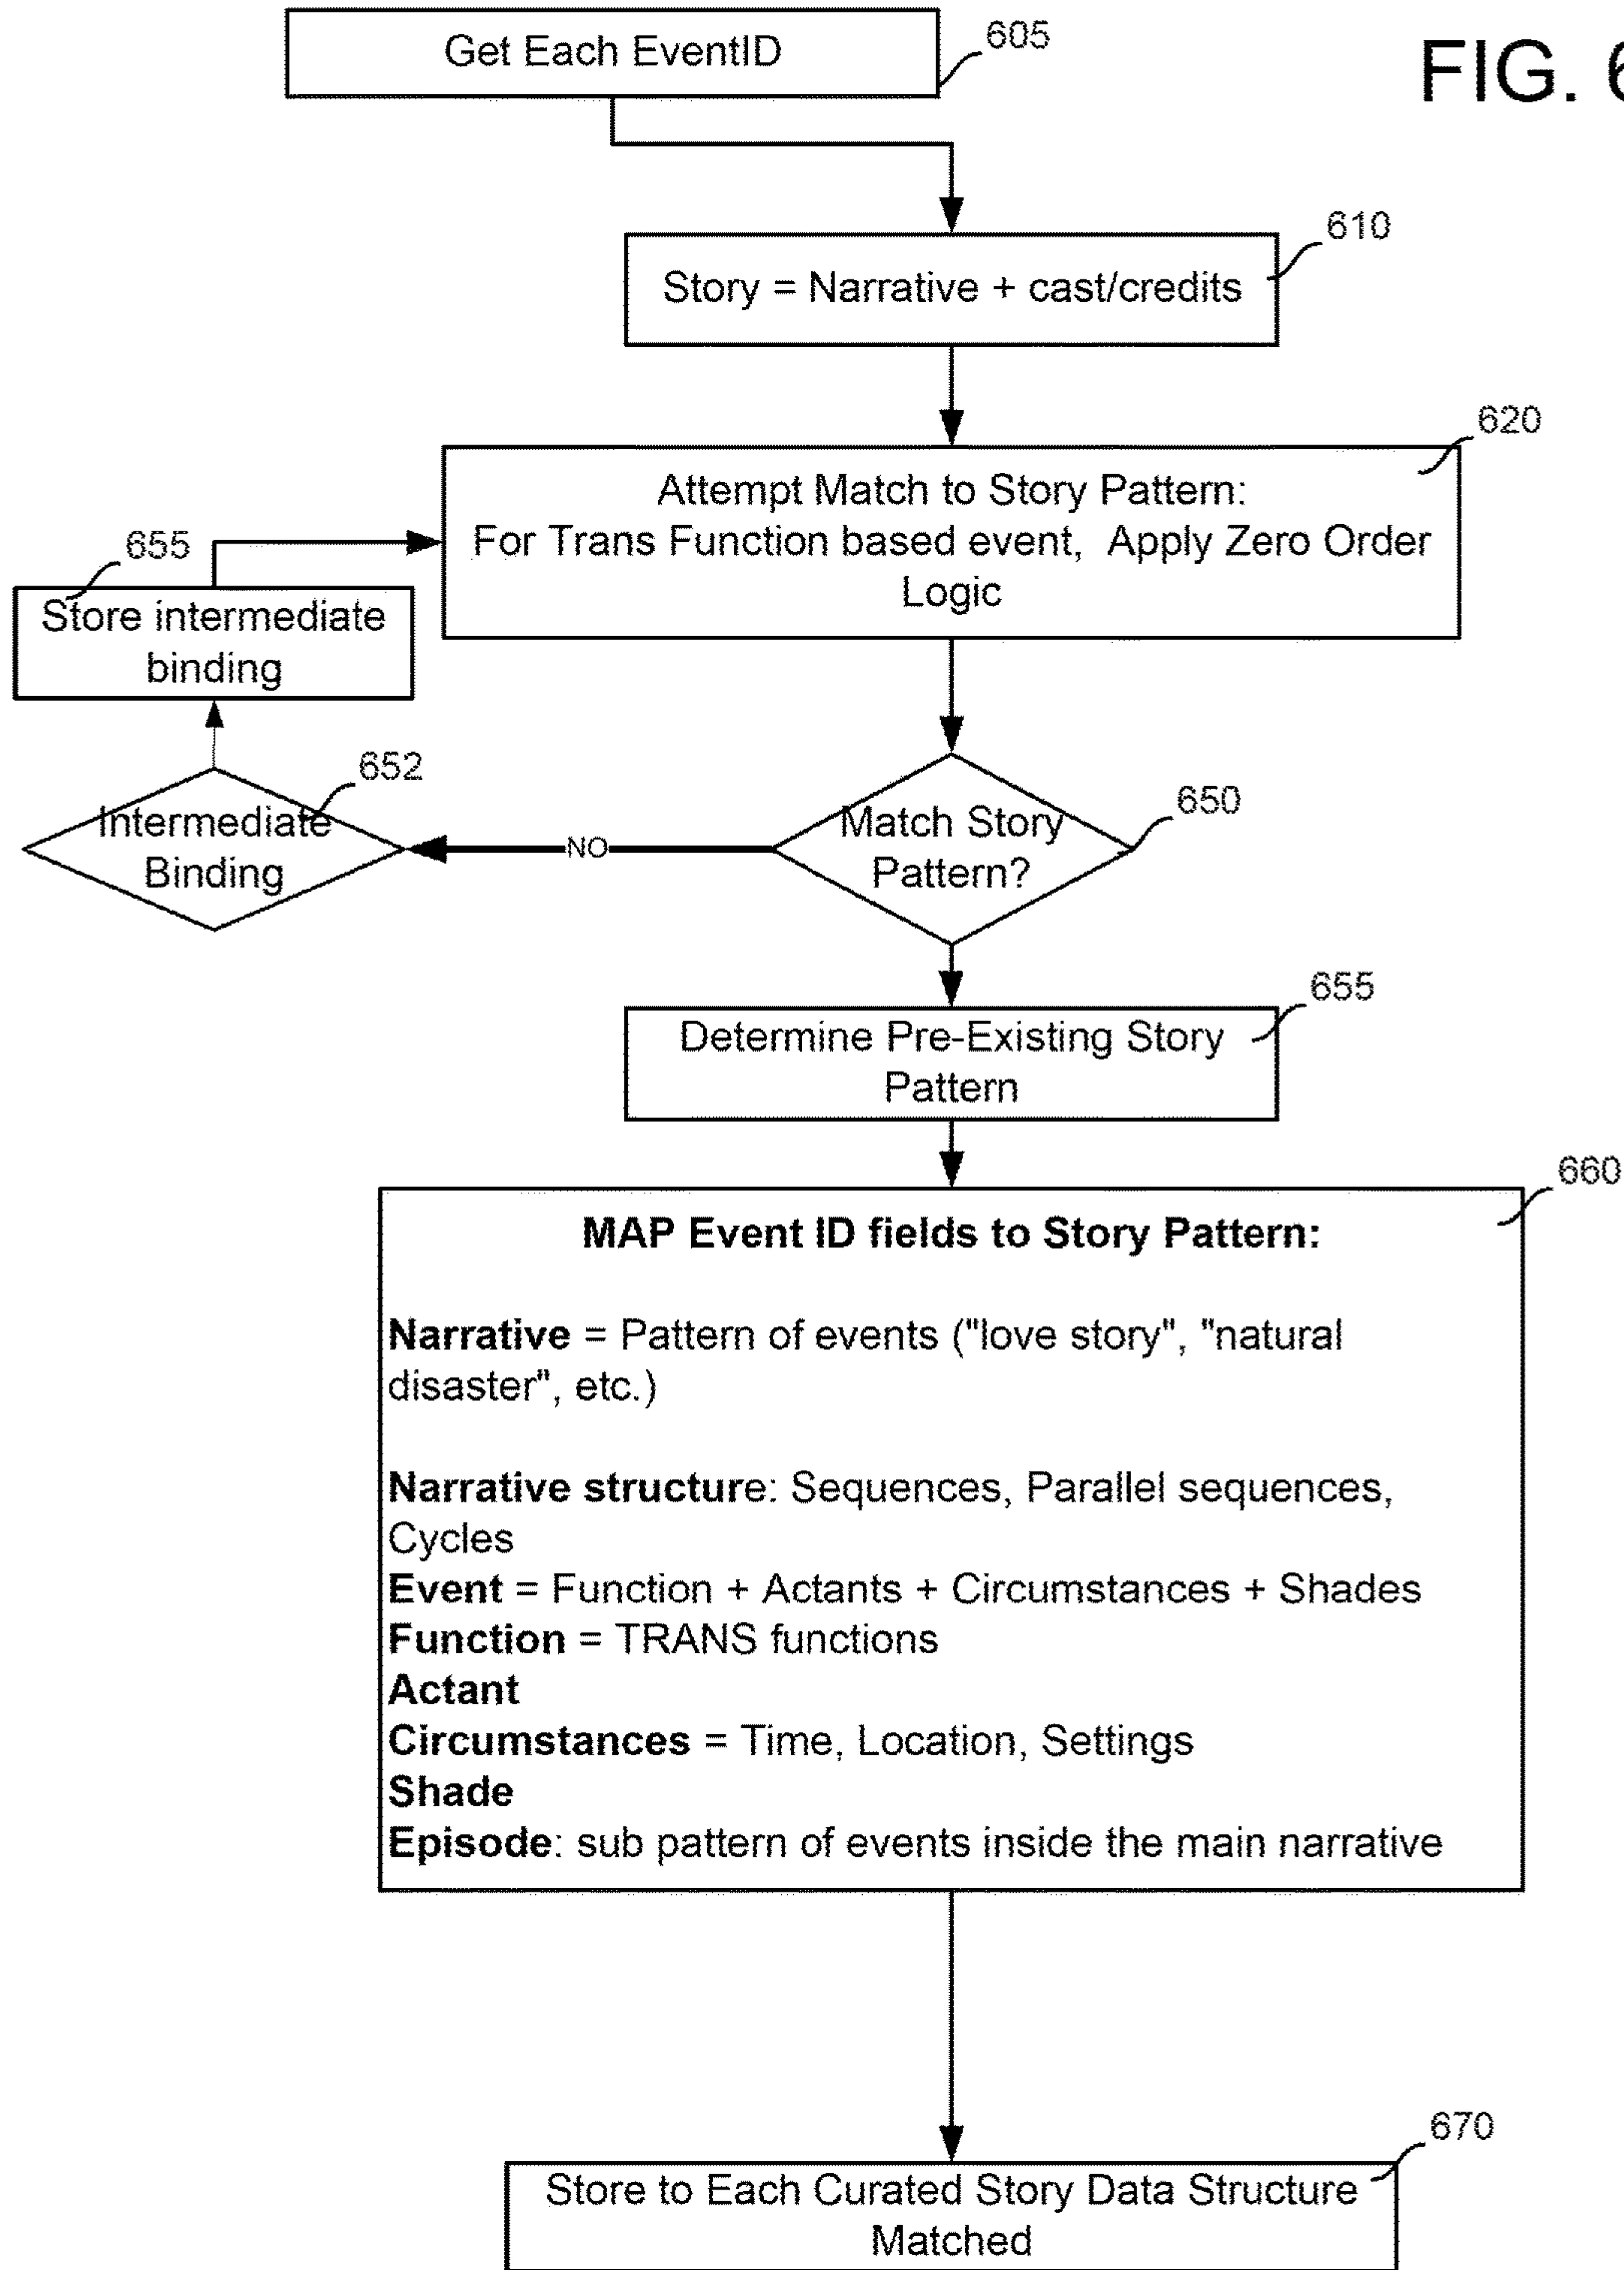 Get Each EventID
605
FIG. 6
610
Story = Narrative + cast/credits
620
Attempt Match to Story Pattern:
For Trans Function based event,  Apply Zero Order
Logic
655
Store intermediate
binding
652
Intermediate
Binding
NO
650
Match Story
Pattern?
655
Determine Pre-Existing Story
Pattern
660
MAP Event ID fields to Story Pattern:
Narrative = Pattern of events ("love story", "natural
disaster", etc.)
Narrative structure: Sequences, Parallel sequences,
Cycles
Event = Function + Actants + Circumstances + Shades
Function = TRANS functions
Actant
Circumstances = Time, Location, Settings
Shade
Episode: sub pattern of events inside the main narrative
670
Store to Each Curated Story Data Structure
Matched